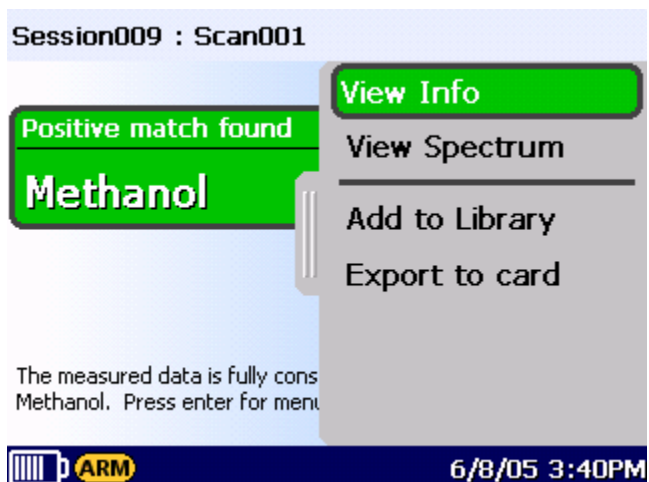 Session009 : Scan001
Positive match found
Methanol
The measured data is fully cons
Methanol. Press enter for menu
View Info
View Spectrum
Add to Library
Export to card
ARM
6/8/05 3:40PM